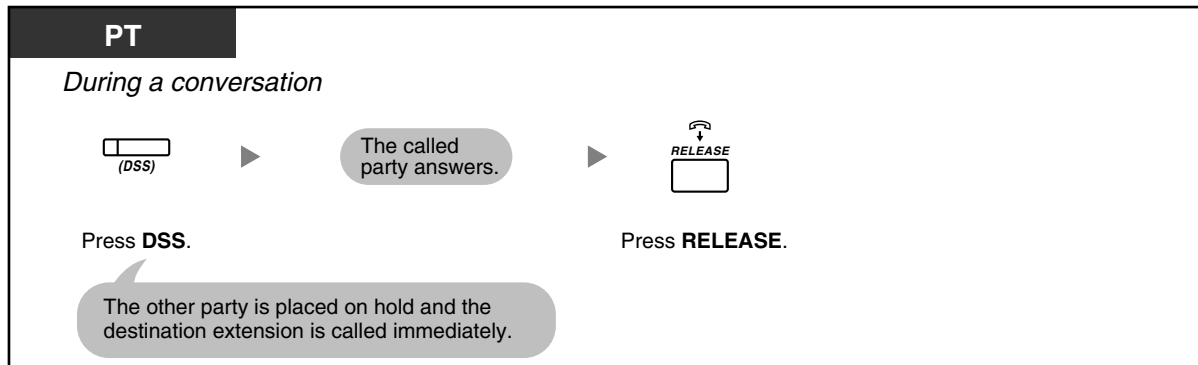 PT
During a conversation
The called
party answers.
RELEASE
(DSS)
Press DSS.
Press RELEASE.
The other party is placed on hold and the
destination extension is called immediately.